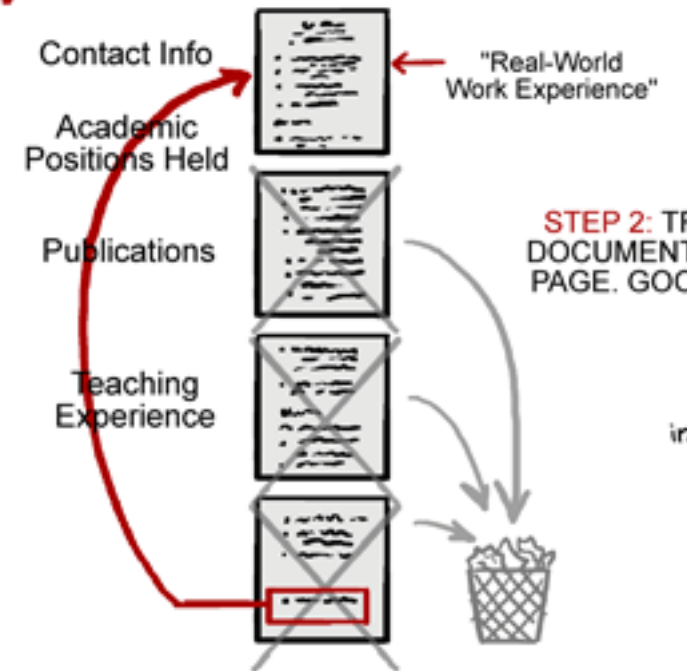 Contact Info
"Real-World
Work Experience"
Academic
Positions Held
Publications
STEP 2:
DOCUMENT
PAGE.
Teaching
Experience